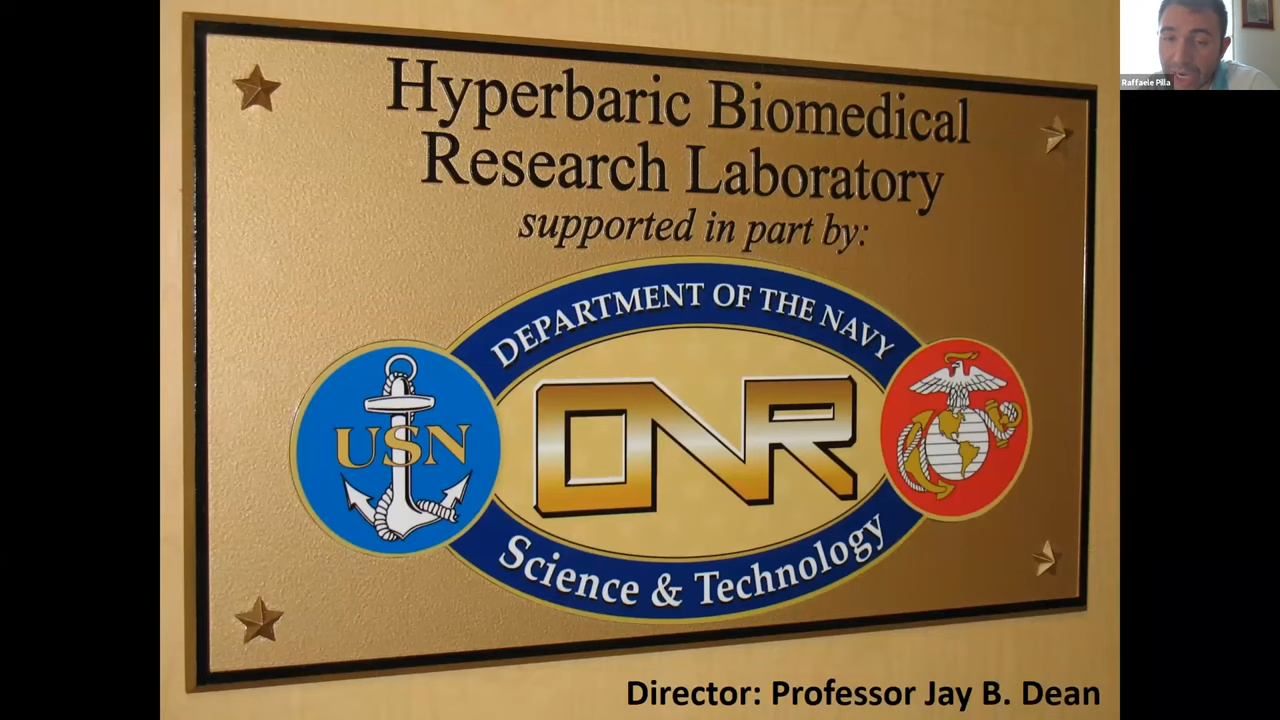 Hyperbaric Biomedical
Research Laboratory
supported in part by:
DEPARTMENT OF THE NAVY
USN
ONR
Science & Technology
Director: Professor Jay B. Dean
Raffaele Pilla